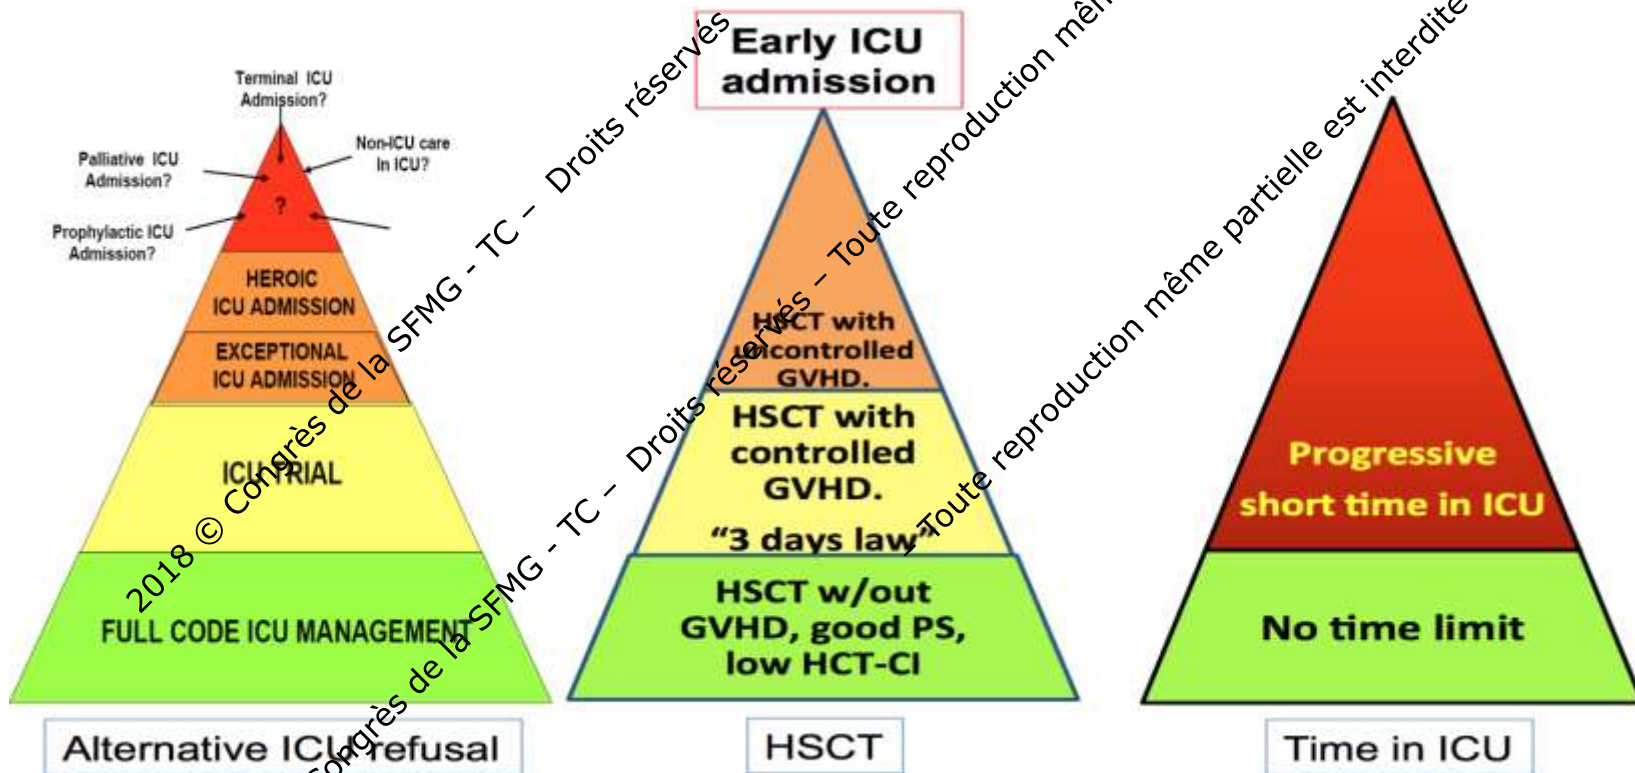 Terminal ICU
Admission?
Palliative ICU
Admission?
Non-ICU care
In ICU?
?
Prophylactic ICU
Admission?
HEROIC
ICU ADMISSION
EXCEPTIONAL
ICU ADMISSION
ICU TRIAL
FULL CODE ICU MANAGEMENT
Alternative ICU refusal
Early ICU
admission
HSCT with
uncontrolled
GVHD.
HSCT with
controlled
GVHD.
“3 days law”
HSCT w/out
GVHD, good PS,
low HCT-CI
HSCT
Progressive
short time in ICU
No time limit
Time in ICU
2018 © Congrès de la SFMG - TC – Droits réservés
Congrès de la SFMG - TC – Droits réservés – Toute reproduction
– Toute reproduction même partielle est interdite